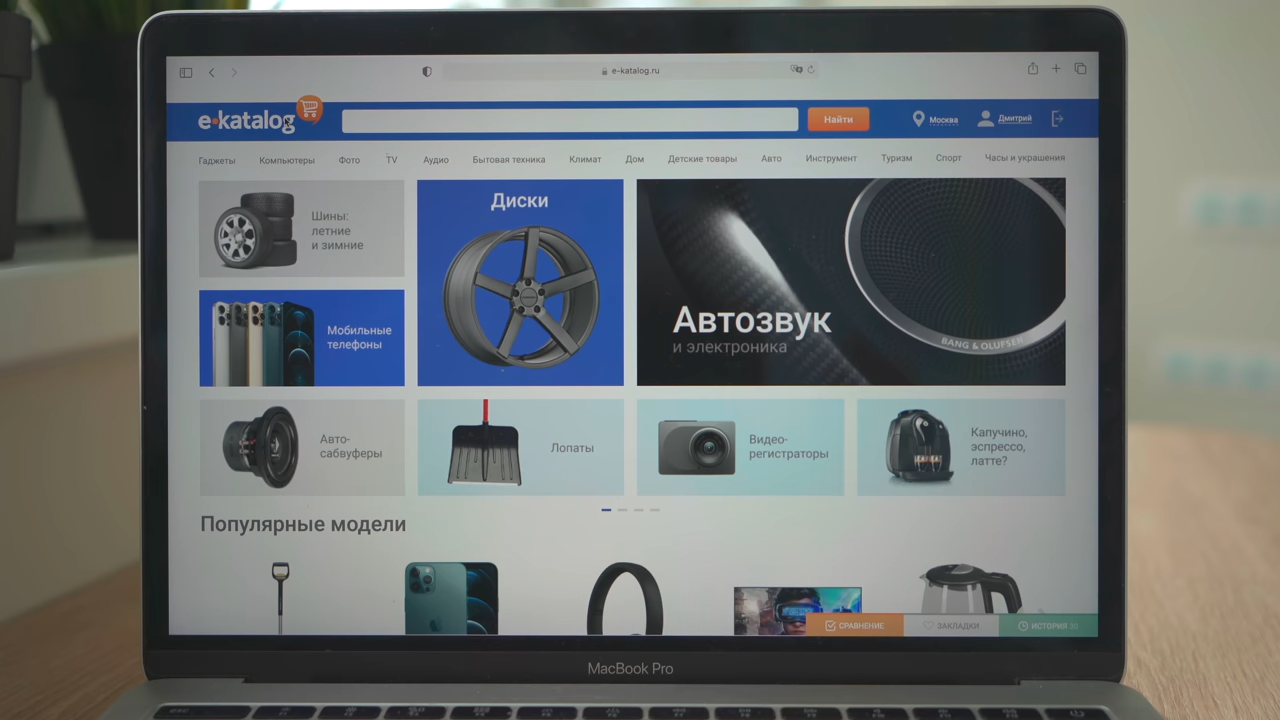 e-katalog.ru
e-katalog
Найти
Москва
Дмитрий
Гаджеты
Компьютеры
Фото
TV
Аудио
Бытовая техника
Климат
Дом
Детские товары
Авто
Инструмент
Туризм
Спорт
Часы и украшения
Шины:
летние
и зимние
Диски
Автозвук
и электроника
BANG & OLUFSEN
Мобильные
телефоны
Авто-
сабвуферы
Лопаты
Видео-
регистраторы
Капучино,
эспрессо,
латте?
Популярные модели
СРАВНЕНИЕ
ЗАКЛАДКИ
ИСТОРИЯ
MacBook Pro
esc